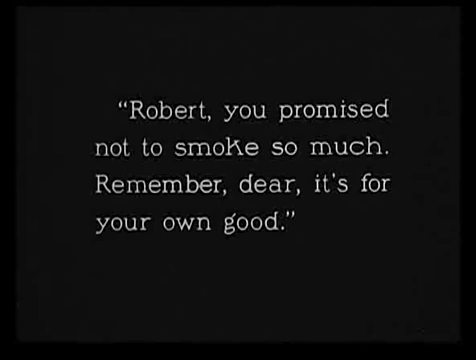 “Robert, you promised
not to smoke so much.
Remember, dear, it's for
your own good.”